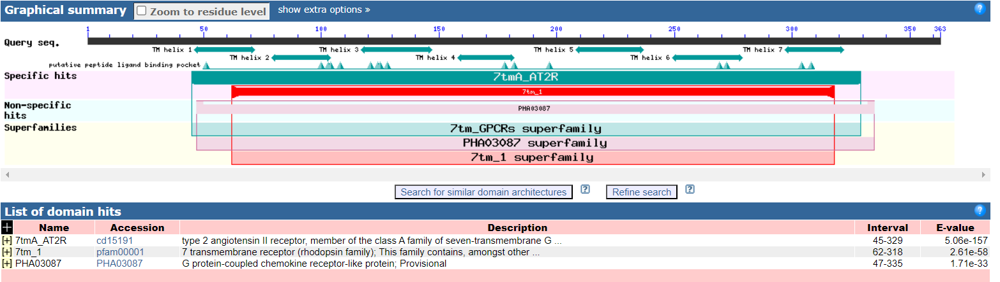 Graphical summary Zoom to residue level show extra options » ?
1 50 100 150 200 250 300 350 363
Query seq.
TM helix 1 TM helix 3 TM helix 5 TM helix 7
TM helix 2 TM helix 4 TM helix 6
putative peptide ligand binding pocket
Specific hits 7tmA_AT2R
7tm_1
Non-specific PHA03087
hits
Superfamilies 7tm_GPCRs superfamily
PHA03087 superfamily
7tm_1 superfamily
Search for similar domain architectures ? Refine search ?
List of domain hits ?
+ Name Accession Description Interval E-value
[+] 7tmA_AT2R cd15191 type 2 angiotensin II receptor, member of the class A family of seven-transmembrane G ... 45-329 5.06e-157
[+] 7tm_1 pfam00001 7 transmembrane receptor (rhodopsin family); This family contains, amongst other ... 62-318 2.61e-58
[+] PHA03087 PHA03087 G protein-coupled chemokine receptor-like protein; Provisional 47-335 1.71e-33